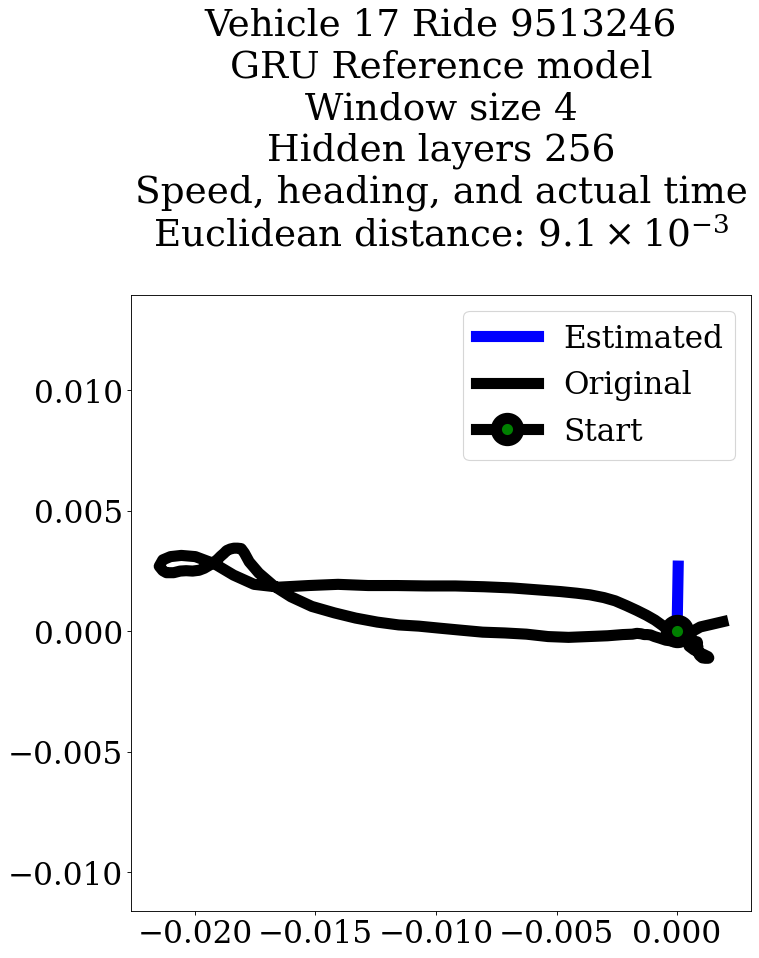 Vehicle 17 Ride 9513246
GRU Reference model
Window size 4
Hidden layers 256
Speed, heading, and actual time
Euclidean distance: 9.1 × 10⁻³
Estimated
Original
Start
0.010
0.005
0.000
−0.005
−0.010
−0.020 −0.015 −0.010 −0.005 0.000